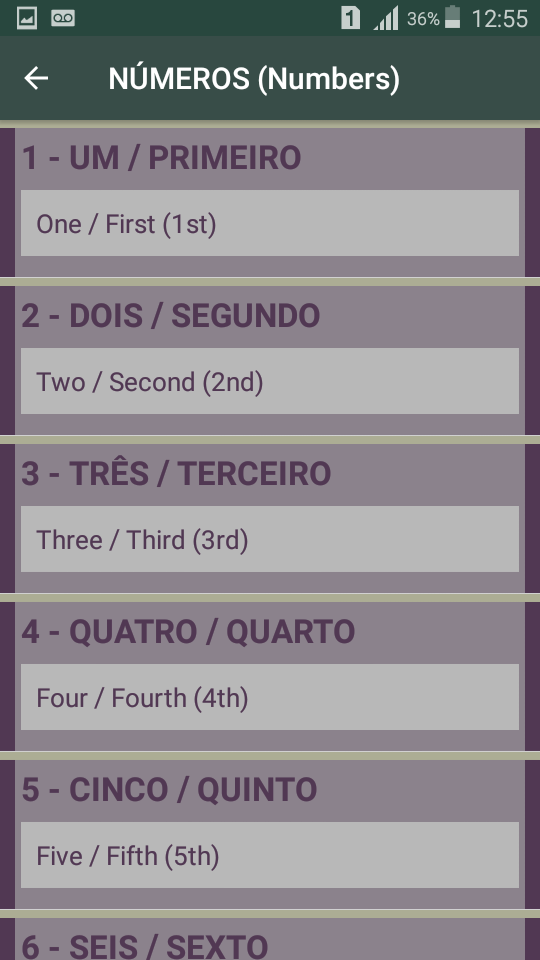 1 36% 12:55
NÚMEROS (Numbers)
1 - UM / PRIMEIRO
One / First (1st)
2 - DOIS / SEGUNDO
Two / Second (2nd)
3 - TRÊS / TERCEIRO
Three / Third (3rd)
4 - QUATRO / QUARTO
Four / Fourth (4th)
5 - CINCO / QUINTO
Five / Fifth (5th)
6 - SEIS / SEXTO